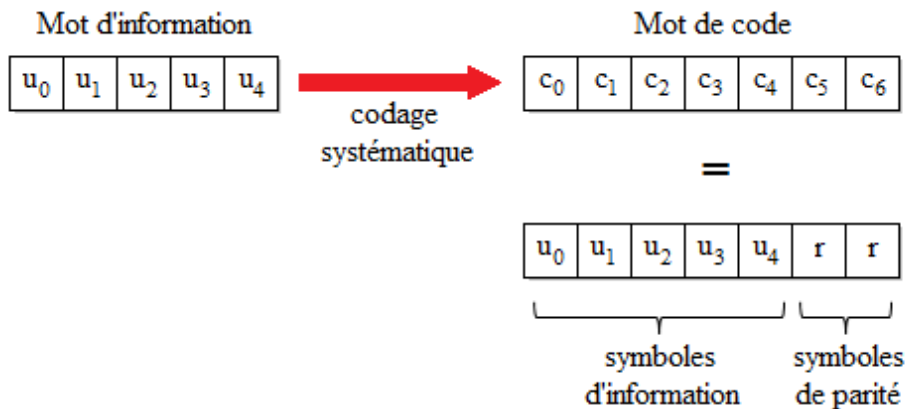 Mot d'information
Mot de code
u0 u1 u2 u3 u4
c0 c1 c2 c3 c4 c5 c6
codage
systématique
=
u0 u1 u2 u3 u4 r r
symboles
d'information
symboles
de parité